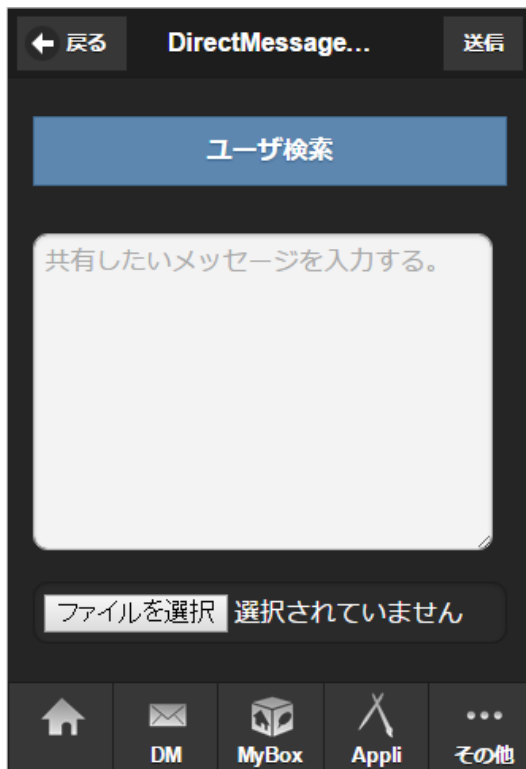 戻る DirectMessage... 送信
ユーザ検索
共有したいメッセージを入力する。
ファイルを選択 選択されていません
DM MyBox Appli その他